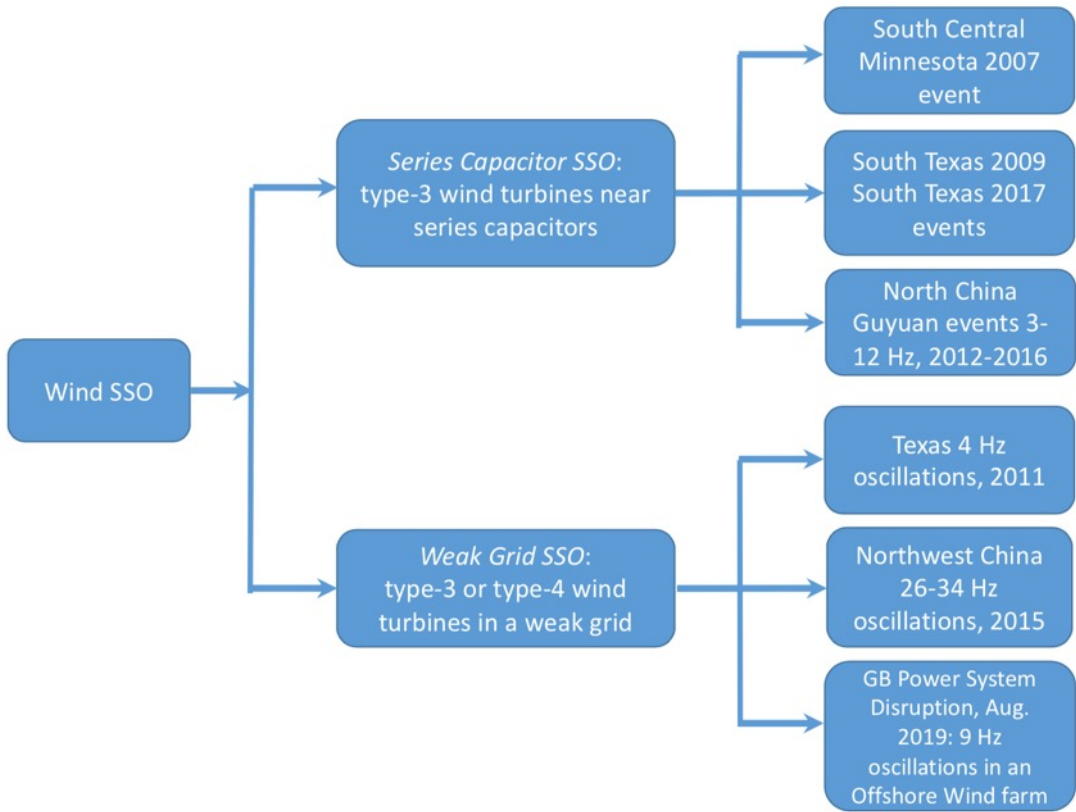 Wind SSO
Series Capacitor SSO:
type-3 wind turbines near
series capacitors
Weak Grid SSO:
type-3 or type-4 wind
turbines in a weak grid
South Central
Minnesota 2007
event
South Texas 2009
South Texas 2017
events
North China
Guyuan events 3-
12 Hz, 2012-2016
Texas 4 Hz
oscillations, 2011
Northwest China
26-34 Hz
oscillations, 2015
GB Power System
Disruption, Aug.
2019: 9 Hz
oscillations in an
Offshore Wind farm